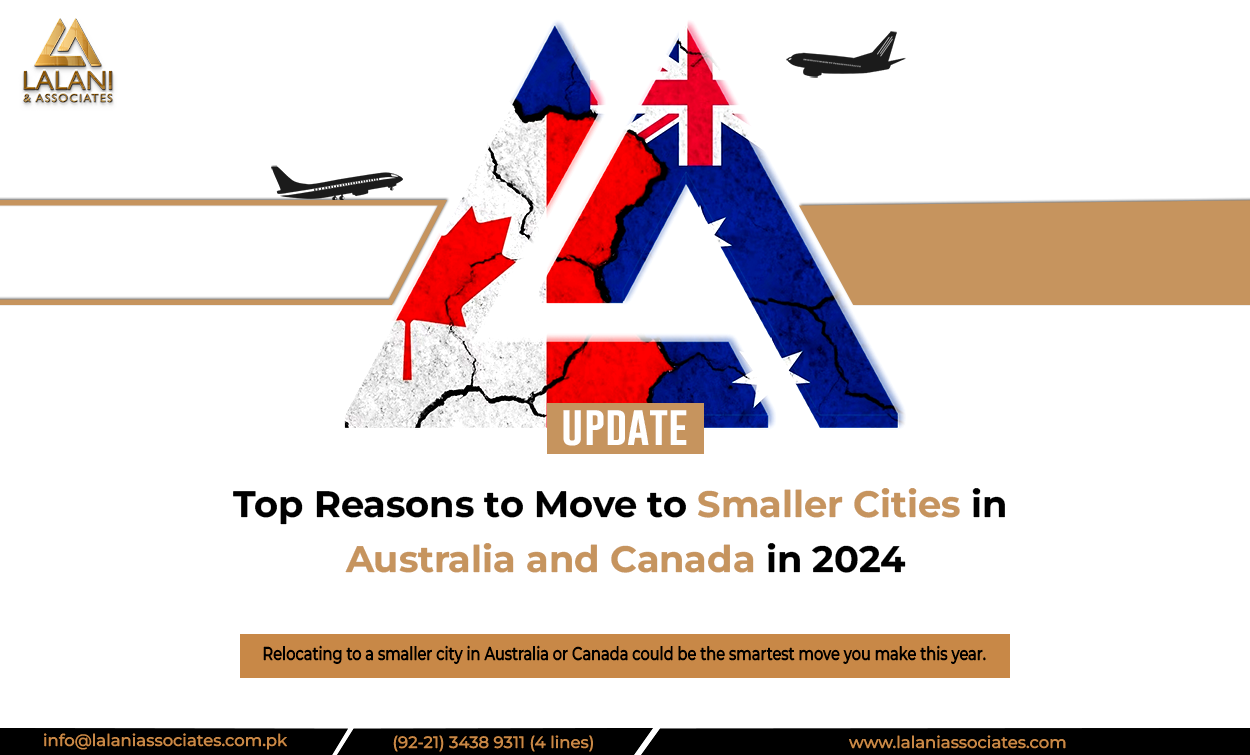 LALANI
& ASSOCIATES
UPDATE
Top Reasons to Move to Smaller Cities in
Australia and Canada in 2024
Relocating to a smaller city in Australia or Canada could be the smartest move you make this year.
info@lalaniassociates.com.pk
(92-21) 3438 9311 (4 lines)
www.lalaniassociates.com